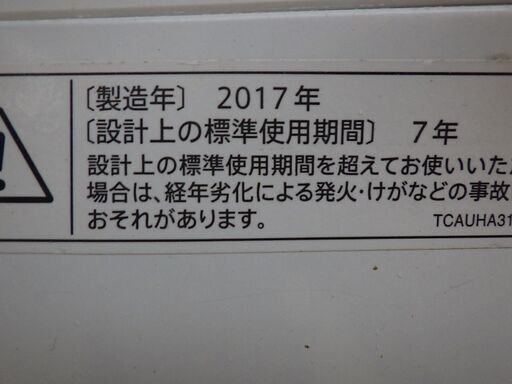 〔製造年〕 2017年
〔設計上の標準使用期間〕 7年
設計上の標準使用期間を超えてお使いいた
場合は、経年劣化による発火・けがなどの事故
おそれがあります。
TCAUHA31